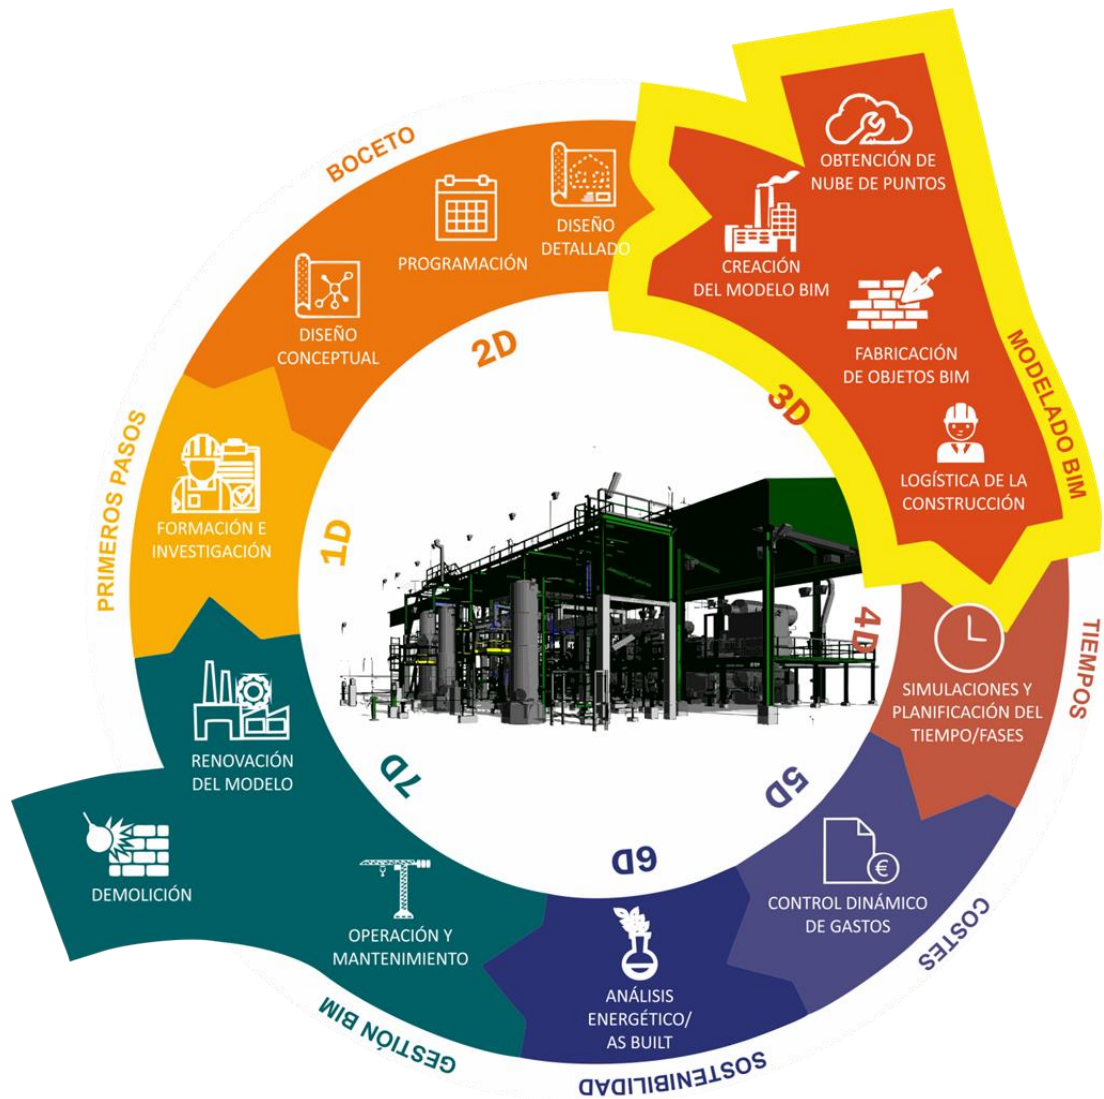 PRIMEROS PASOS
1D
FORMACIÓN E
INVESTIGACIÓN
BOCETO
2D
DISEÑO
CONCEPTUAL
PROGRAMACIÓN
DISEÑO
DETALLADO
MODELADO BIM
3D
OBTENCIÓN DE
NUBE DE PUNTOS
CREACIÓN
DEL MODELO BIM
FABRICACIÓN
DE OBJETOS BIM
LOGÍSTICA DE LA
CONSTRUCCIÓN
TIEMPOS
4D
SIMULACIONES Y
PLANIFICACIÓN DEL
TIEMPO/FASES
COSTES
5D
CONTROL DINÁMICO
DE GASTOS
€
SOSTENIBILIDAD
6D
ANÁLISIS
ENERGÉTICO/
AS BUILT
GESTIÓN BIM
7D
OPERACIÓN Y
MANTENIMIENTO
DEMOLICIÓN
RENOVACIÓN
DEL MODELO